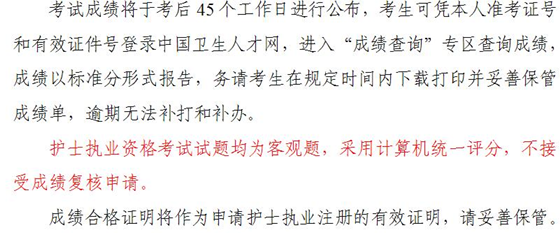 考试成绩将于考后 45 个工作日进行公布，考生可凭本人准考证号
和有效证件号登录中国卫生人才网，进入“成绩查询”专区查询成绩，
成绩以标准分形式报告，务请考生在规定时间内下载打印并妥善保管
成绩单，逾期无法补打和补办。
护士执业资格考试试题均为客观题，采用计算机统一评分，不接
受成绩复核申请。
成绩合格证明将作为申请护士执业注册的有效证明，请妥善保管。